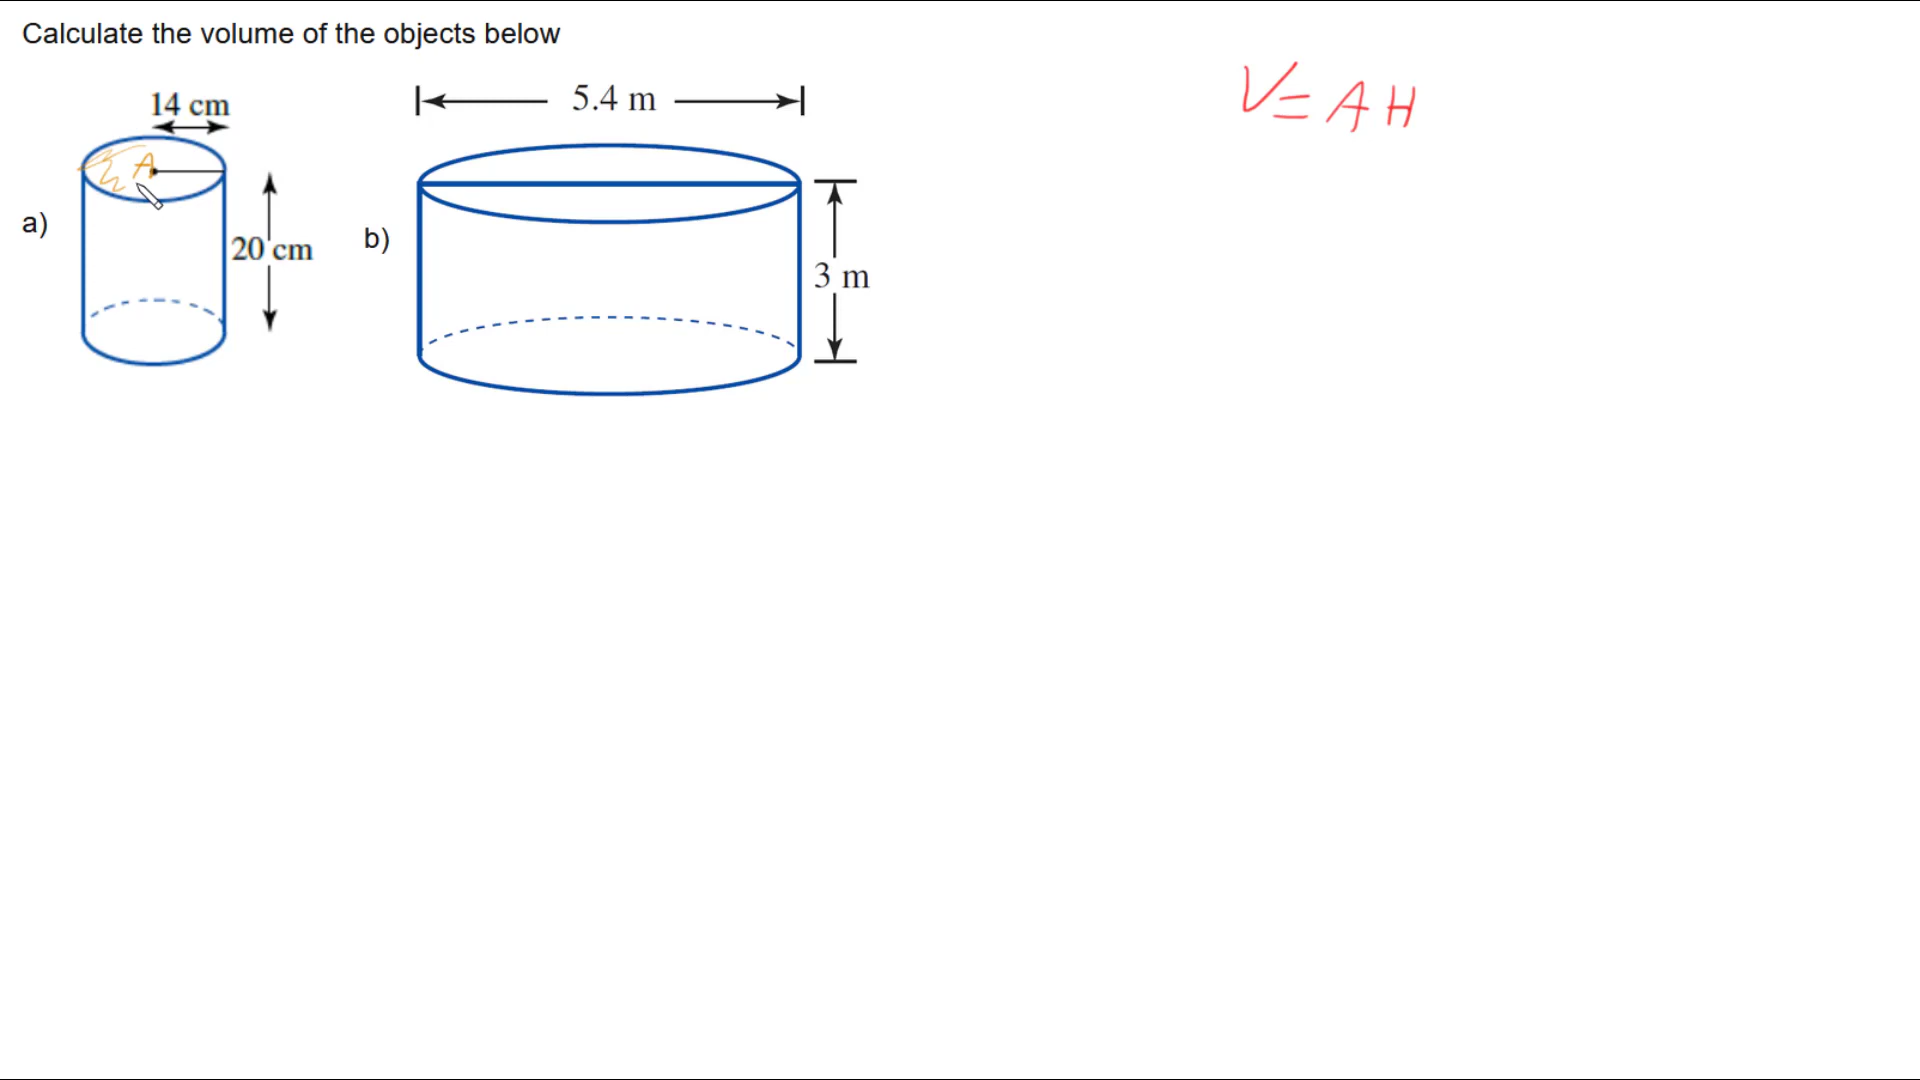 Calculate the volume of the objects below
V = A H
14 cm
5.4 m
A
a)
20 cm
b)
3 m